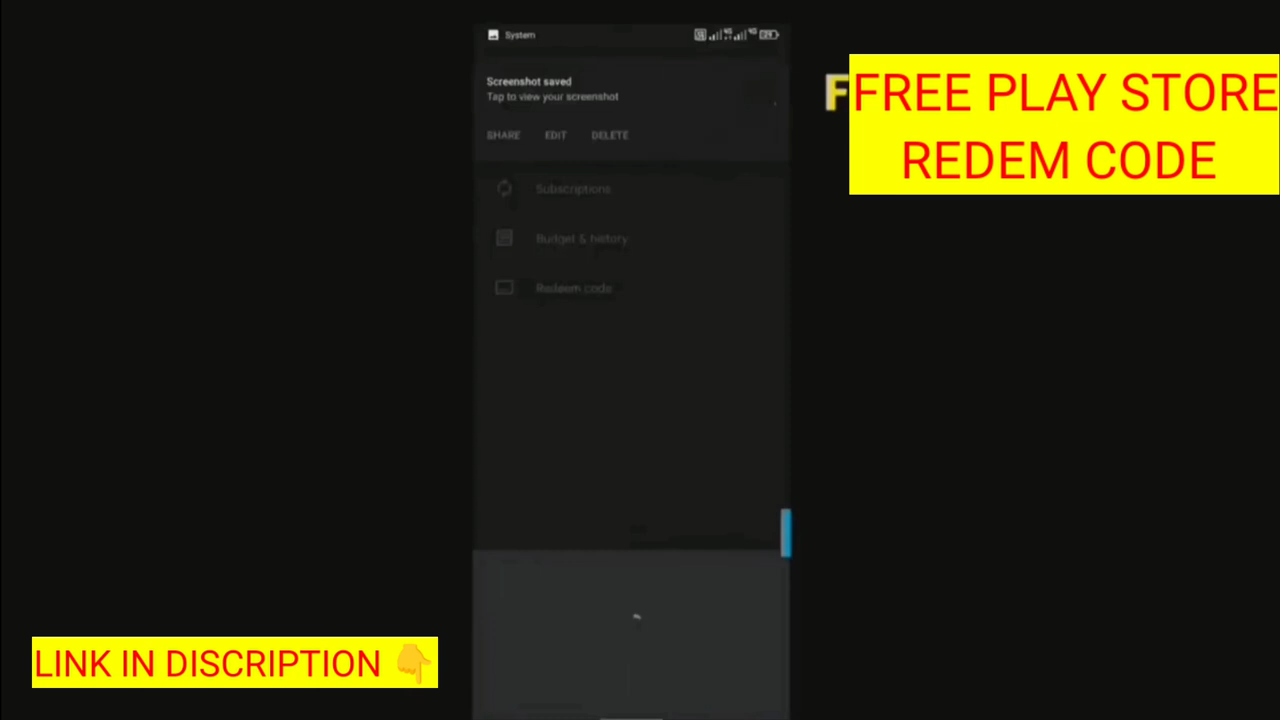 System
Screenshot saved
Tap to view your screenshot
SHARE EDIT DELETE
Subscriptions
Budget & history
Redeem code
FFREE PLAY STORE
REDEM CODE
LINK IN DISCRIPTION 👇